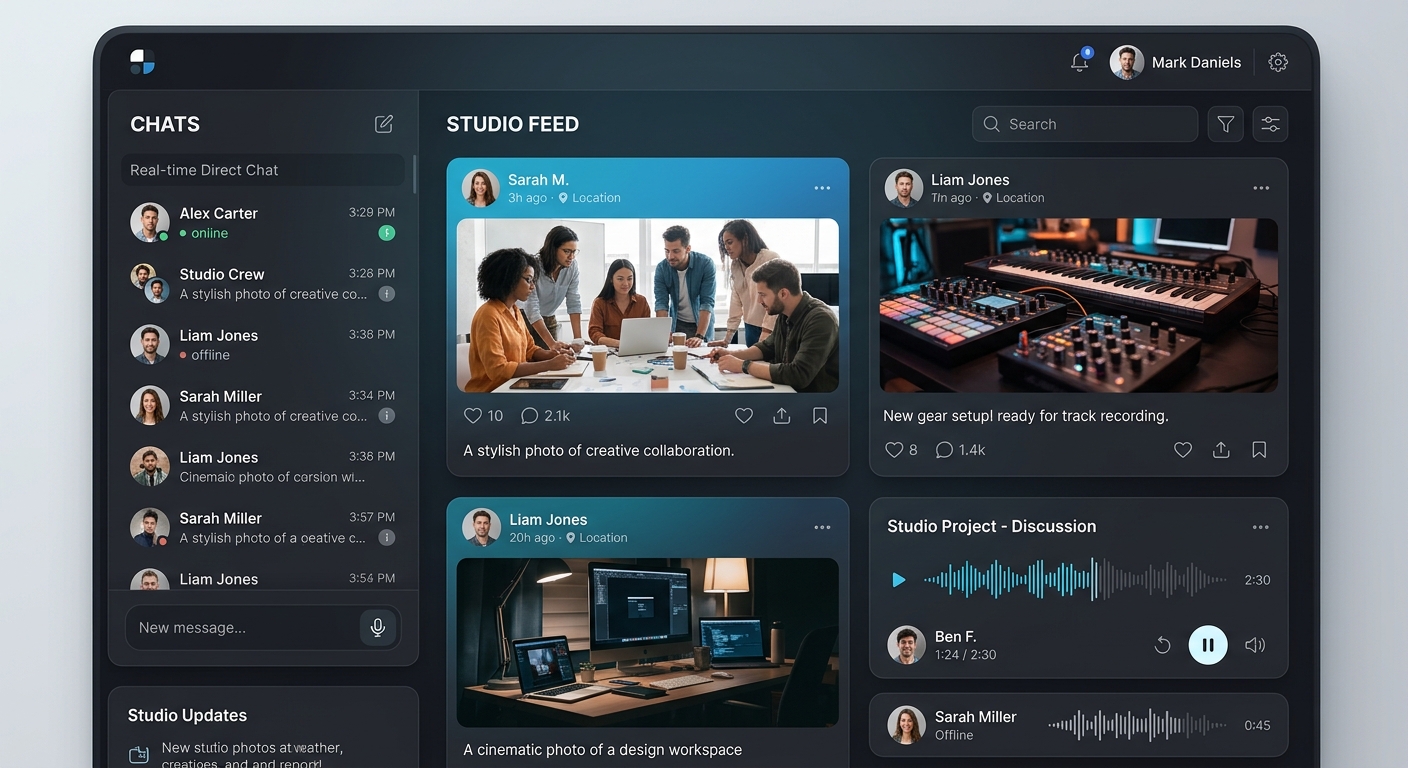 Mark Daniels
CHATS
Real-time Direct Chat
Alex Carter
3:29 PM
online
Studio Crew
3:26 PM
A stylish photo of creative co...
Liam Jones
3:36 PM
offline
Sarah Miller
3:34 PM
A stylish photo of creative co...
Liam Jones
3:36 PM
Cinemaic photo of carsion wi...
Sarah Miller
3:57 PM
A stylish photo of a oeative c...
Liam Jones
3:54 PM
New message...
Studio Updates
New studio photos at weather,
creatioes, and and
STUDIO FEED
Search
Sarah M.
3h ago · Location
10
2.1k
A stylish photo of creative collaboration.
Liam Jones
ago · Location
New gear setup! ready for track recording.
8
1.4k
Liam Jones
20h ago · Location
A cinematic photo of a design workspace
Studio Project - Discussion
2:30
Ben F.
1:24 / 2:30
Sarah Miller
Offline
0:45